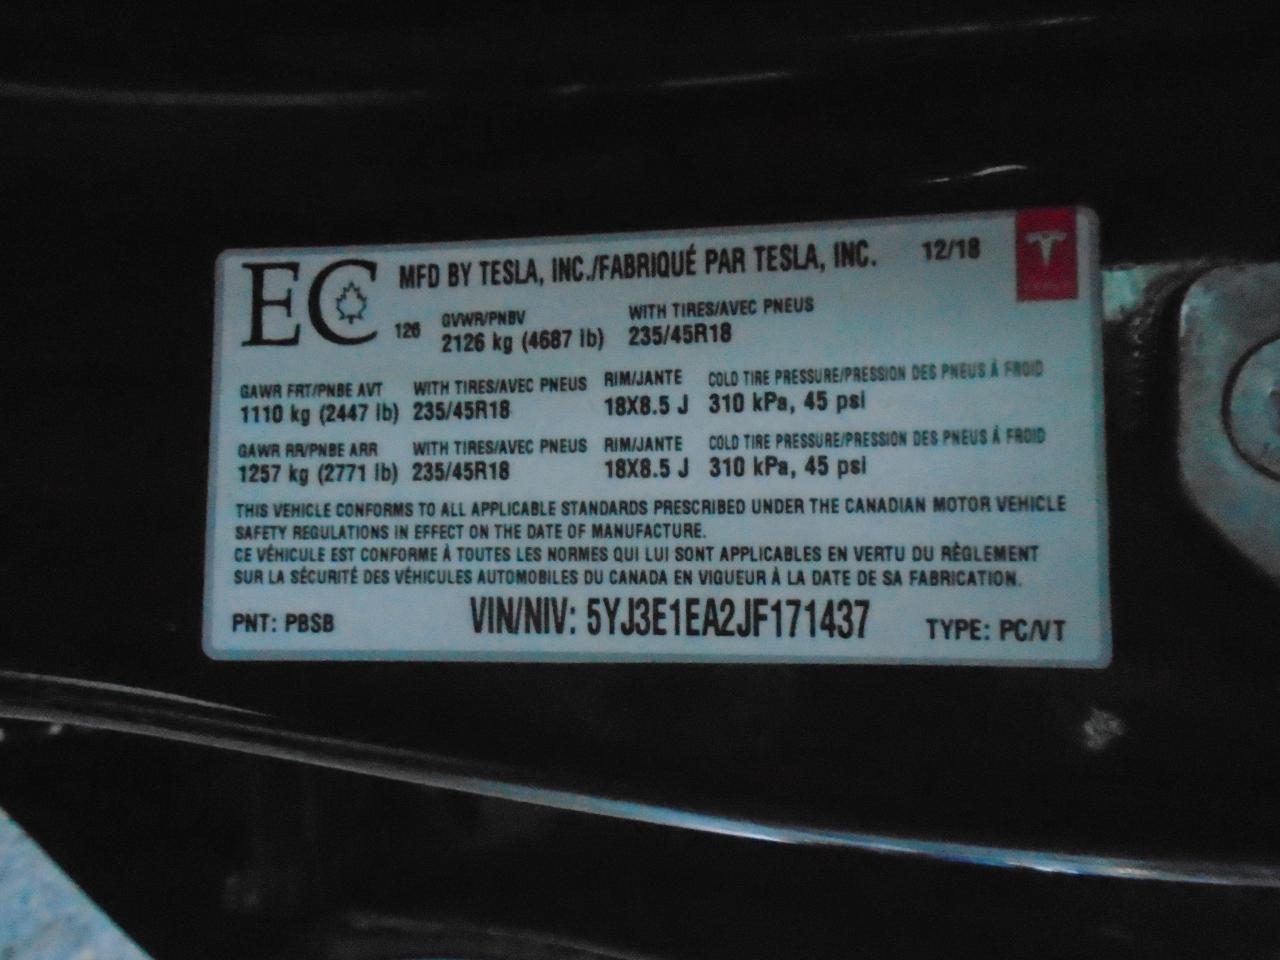 EC MFD BY TESLA, INC./FABRIQUÉ PAR TESLA, INC. 12/18
126 GVWR/PNBV WITH TIRES/AVEC PNEUS
2126 kg (4687 lb) 235/45R18
GAWR FRT/PNBE AVT WITH TIRES/AVEC PNEUS RIM/JANTE COLD TIRE PRESSURE/PRESSION DES PNEUS À FROID
1110 kg (2447 lb) 235/45R18 18X8.5 J 310 kPa, 45 psi
GAWR RR/PNBE ARR WITH TIRES/AVEC PNEUS RIM/JANTE COLD TIRE PRESSURE/PRESSION DES PNEUS À FROID
1257 kg (2771 lb) 235/45R18 18X8.5 J 310 kPa, 45 psi
THIS VEHICLE CONFORMS TO ALL APPLICABLE STANDARDS PRESCRIBED UNDER THE CANADIAN MOTOR VEHICLE
SAFETY REGULATIONS IN EFFECT ON THE DATE OF MANUFACTURE.
CE VÉHICULE EST CONFORME À TOUTES LES NORMES QUI LUI SONT APPLICABLES EN VERTU DU RÈGLEMENT
SUR LA SÉCURITÉ DES VÉHICULES AUTOMOBILES DU CANADA EN VIGUEUR À LA DATE DE SA FABRICATION.
PNT: PBSB VIN/NIV: 5YJ3E1EA2JF171437 TYPE: PC/VT